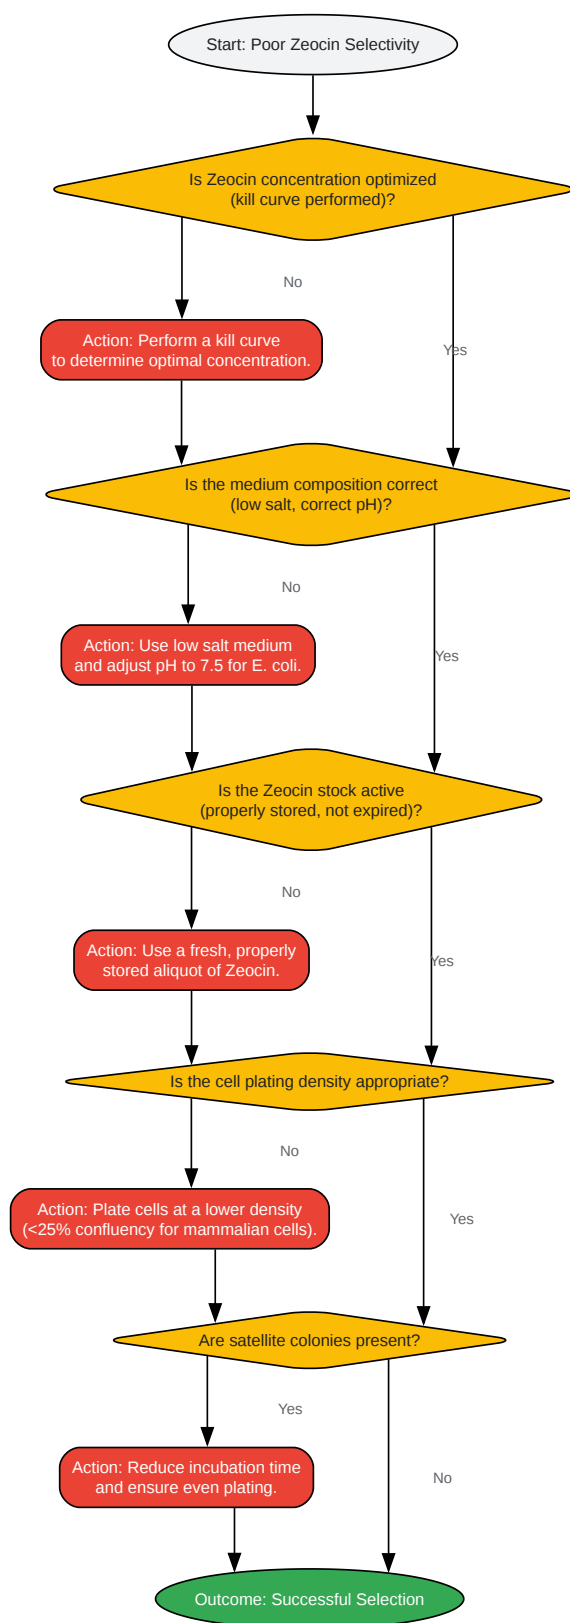 Start: Poor Zeocin Selectivity
Is Zeocin concentration optimized
(kill curve performed)?
No
Action: Perform a kill curve
to determine optimal concentration.
Yes
Is the medium composition correct
(low salt, correct pH)?
No
Action: Use low salt medium
and adjust pH to 7.5 for E. coli.
Yes
Is the Zeocin stock active
(properly stored, not expired)?
No
Action: Use a fresh, properly
stored aliquot of Zeocin.
Yes
Is the cell plating density appropriate?
No
Action: Plate cells at a lower density
(<25% confluency for mammalian cells).
Yes
Are satellite colonies present?
Yes
Action: Reduce incubation time
and ensure even plating.
No
Outcome: Successful Selection